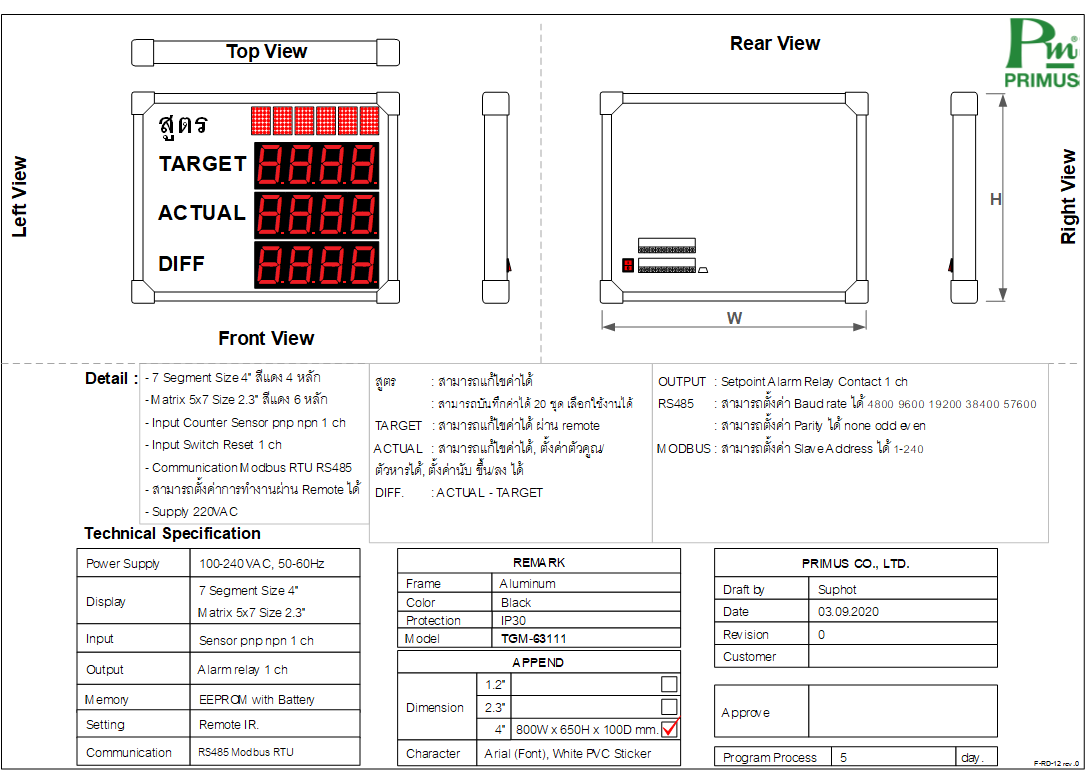 Top View
Rear View
Pm®
PRIMUS
สูตร
TARGET
ACTUAL
DIFF
8.8.8.8.
8.8.8.8.
8.8.8.8.
Left View
Right View
H
W
Front View
Detail :
- 7 Segment Size 4" สีแดง 4 หลัก
- Matrix 5x7 Size 2.3" สีแดง 6 หลัก
- Input Counter Sensor pnp npn 1 ch
- Input Switch Reset 1 ch
- Communication Modbus RTU RS485
- สามารถตั้งค่าการทำงานผ่าน Remote ได้
- Supply 220VAC
สูตร : สามารถแก้ไขค่าได้
: สามารถบันทึกค่าได้ 20 ชุด เลือกใช้งานได้
TARGET : สามารถแก้ไขค่าได้ ผ่าน remote
ACTUAL : สามารถแก้ไขค่าได้, ตั้งค่าตัวคูณ/
ตัวหารได้, ตั้งค่านับ ขึ้น/ลง ได้
DIFF. : ACTUAL - TARGET
OUTPUT : Setpoint Alarm Relay Contact 1 ch
RS485 : สามารถตั้งค่า Baud rate ได้ 4800 9600 19200 38400 57600
: สามารถตั้งค่า Parity ได้ none odd even
MODBUS : สามารถตั้งค่า Slave Address ได้ 1-240
Technical Specification
Power Supply 100-240 VAC, 50-60Hz
Display 7 Segment Size 4"
Matrix 5x7 Size 2.3"
Input Sensor pnp npn 1 ch
Output Alarm relay 1 ch
Memory EEPROM with Battery
Setting Remote IR.
Communication RS485 Modbus RTU
REMARK
Frame Aluminum
Color Black
Protection IP30
Model TGM-63111
APPEND
Dimension 1.2"
2.3"
4" 800W x 650H x 100D mm.
Character Arial (Font), White PVC Sticker
PRIMUS CO., LTD.
Draft by Suphot
Date 03.09.2020
Revision 0
Customer
Approve
Program Process 5 day.
F-RD-12 rev.0